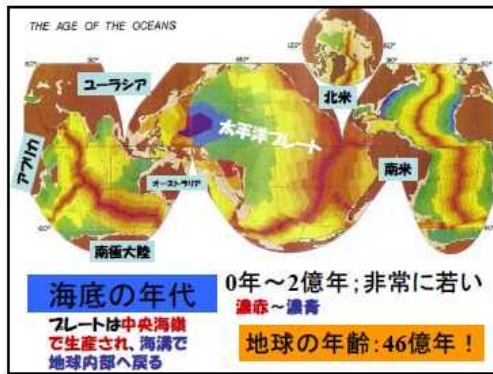 THE AGE OF THE OCEANS
ユーラシア
北米
アフリカ
太平洋プレート
オーストラリア
南米
南極大陸
海底の年代
0年~2億年;非常に若い
濃赤~濃青
プレートは中央海嶺
で生産され、海溝で
地球内部へ戻る
地球の年齢:46億年!